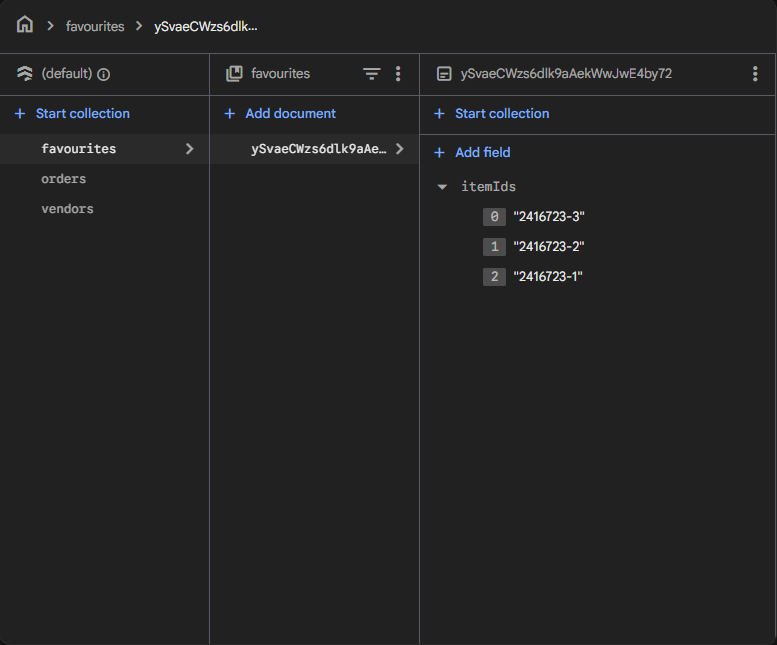 favourites
ySvaeCWzs6dlk...
(default)
favourites
ySvaeCWzs6dlk9aAekWwJwE4by72
+ Start collection
+ Add document
+ Start collection
favourites
orders
vendors
ySvaeCWzs6dlk9aAe...
+ Add field
itemIds
0 "2416723-3"
1 "2416723-2"
2 "2416723-1"